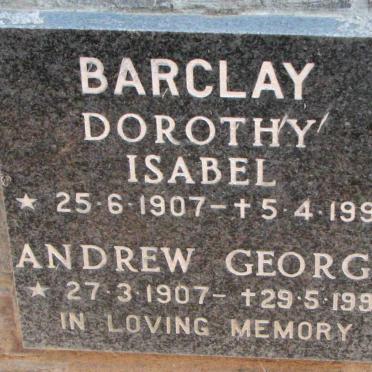 BARCLAY
DOROTHY
ISABEL
★ 25·6·1907-✝5·4·199
ANDREW GEORG
★ 27·3·1907-✝29·5·199
IN LOVING MEMORY